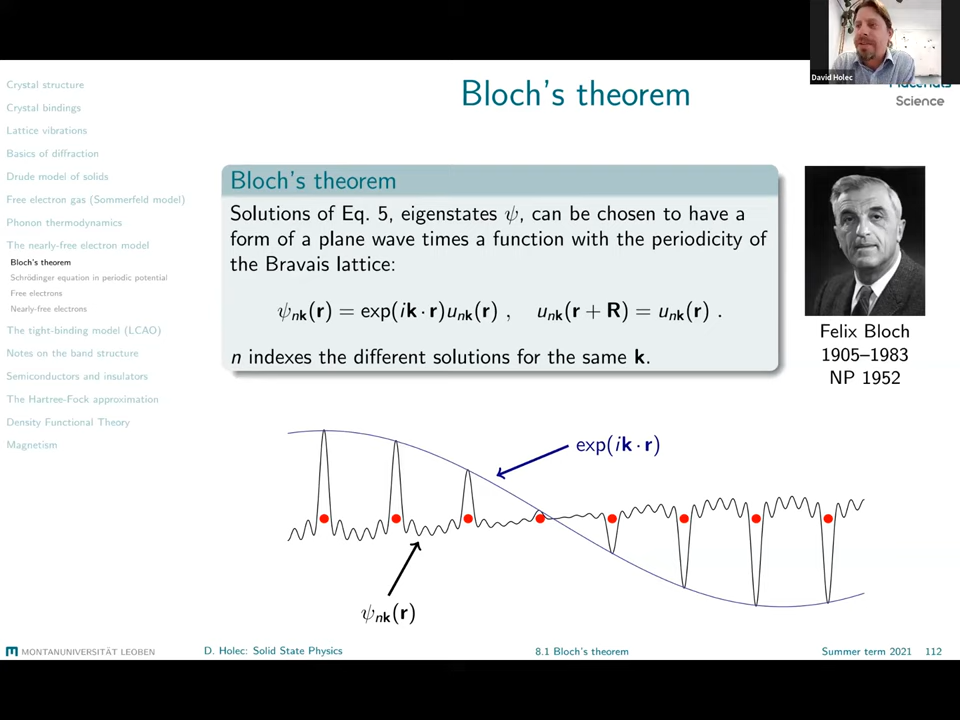 David Holec
Materials
Science
Crystal structure
Crystal bindings
Lattice vibrations
Basics of diffraction
Drude model of solids
Free electron gas (Sommerfeld model)
Phonon thermodynamics
The nearly-free electron model
Bloch's theorem
Schrödinger equation in periodic potential
Free electrons
Nearly-free electrons
The tight-binding model (LCAO)
Notes on the band structure
Semiconductors and insulators
The Hartree-Fock approximation
Density Functional Theory
Magnetism
Bloch's theorem
Bloch's theorem
Solutions of Eq. 5, eigenstates ψ, can be chosen to have a
form of a plane wave times a function with the periodicity of
the Bravais lattice:
ψnk(r) = exp(ik · r)unk(r) , unk(r + R) = unk(r) .
n indexes the different solutions for the same k.
Felix Bloch
1905–1983
NP 1952
exp(ik · r)
ψnk(r)
MONTANUNIVERSITÄT LEOBEN
D. Holec: Solid State Physics
8.1 Bloch's theorem
Summer term 2021 112